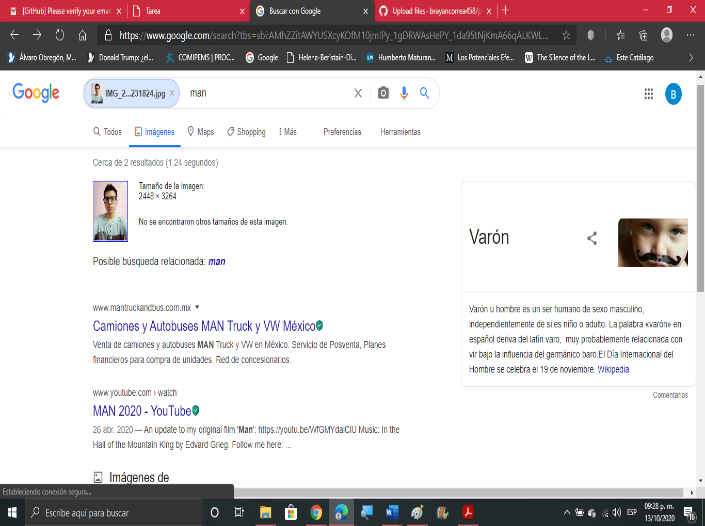 [GitHub] Please verify your email
Tarea
Buscar con Google
Upload files · brayancorrea458/p
https://www.google.com/search?tbs=sbi:AMhZZitAWYUSXcyKOfM10jmIPy_1gDRWAsHePY_1da95tNjKmA66qALKWL...
Álvaro Obregón, M...
Donald Trump: ¿el...
COMIPEMS | PROC...
Google
Humberto Maturan...
Los Potenciales Efe...
The Silence of the I...
Este Catálago
Google
IMG_2...231824.jpg
man
B
Todos
Imágenes
Maps
Shopping
Más
Preferencias
Herramientas
Cerca de 2 resultados (1.24 segundos)
Tamaño de la imagen:
2448 × 3264
No se encontraron otros tamaños de esta imagen.
Posible búsqueda relacionada: man
www.mantruckandbus.com.mx
Camiones y Autobuses MAN Truck y VW México
Venta de camiones y autobuses MAN Truck y VW en México. Servicio de Posventa, Planes
financieros para compra de unidades. Red de concesionarios.
www.youtube.com › watch
MAN 2020 - YouTube
26 abr. 2020 — An update to my original film 'Man': https://youtu.be/WfGMYdalCIU Music: In the
Hall of the Mountain King by Edvard Grieg. Follow me here: ...
Imágenes de
Varón
Varón u hombre es un ser humano de sexo masculino,
independientemente de si es niño o adulto. La palabra «varón» en
español deriva del latín varo, muy probablemente relacionada con
vir bajo la influencia del germánico baro.El Día Internacional del
Hombre se celebra el 19 de noviembre. Wikipedia
Comentarios
Estableciendo conexión segura...
Escribe aquí para buscar
ESP
09:28 p. m.
13/10/2020
16